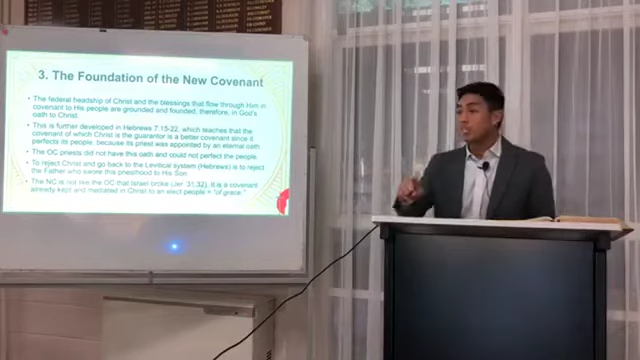 3. The Foundation of the New Covenant
• The federal headship of Christ and the blessings that flow through Him in
covenant to His people are grounded and founded, therefore, in God's
oath to Christ.
• This is further developed in Hebrews 7.15-22, which teaches that the
covenant of which Christ is the guarantor is a better covenant since it
perfects its people, because its priest was appointed by an eternal oath.
• The OC priests did not have this oath and could not perfect the people.
• To reject Christ and go back to the Levitical system (Hebrews) is to reject
the Father who swore this priesthood to His Son.
• The NC is not like the OC that Israel broke (Jer. 31:32). It is a covenant
already kept and mediated in Christ to an elect people = "of grace."